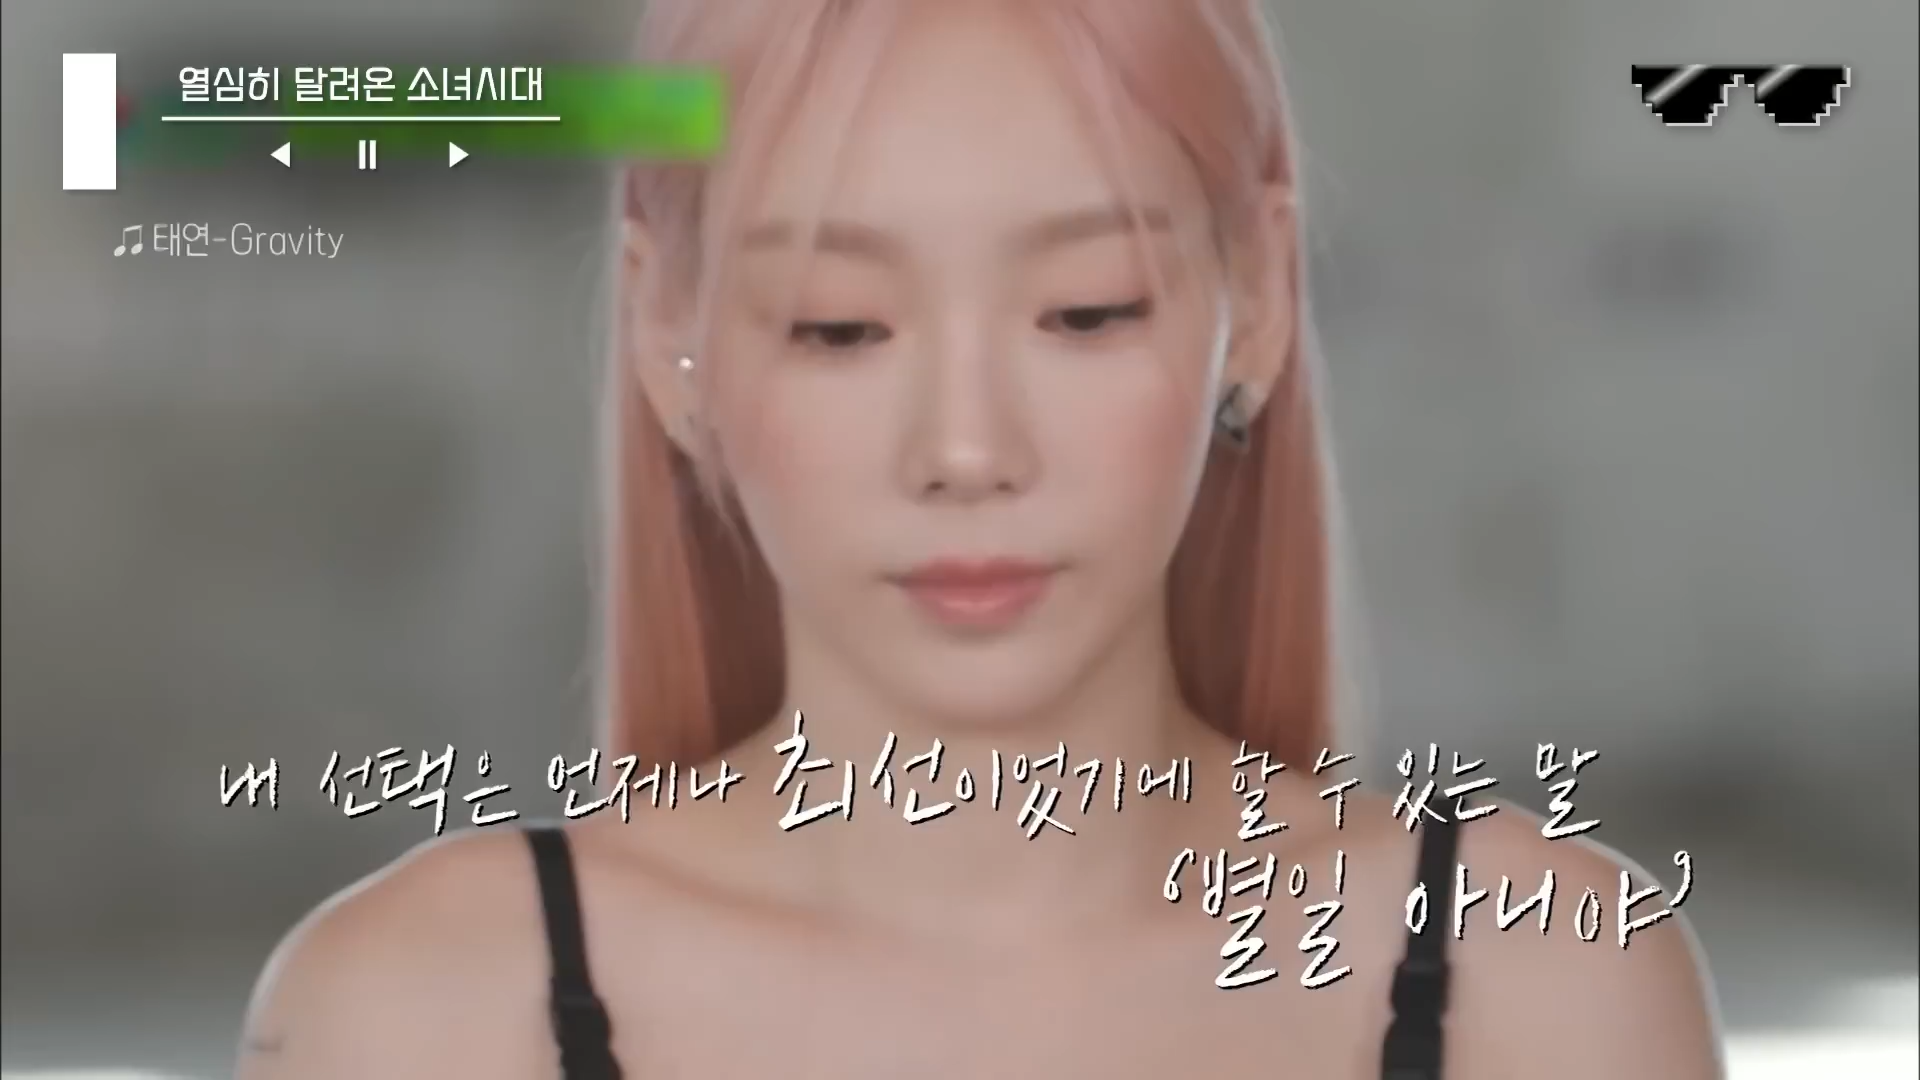 열심히 달려온 소녀시대
♫ 태연-Gravity
내 선택은 언제나 최선이었기에 할 수 있는 말
‘별일 아니야’